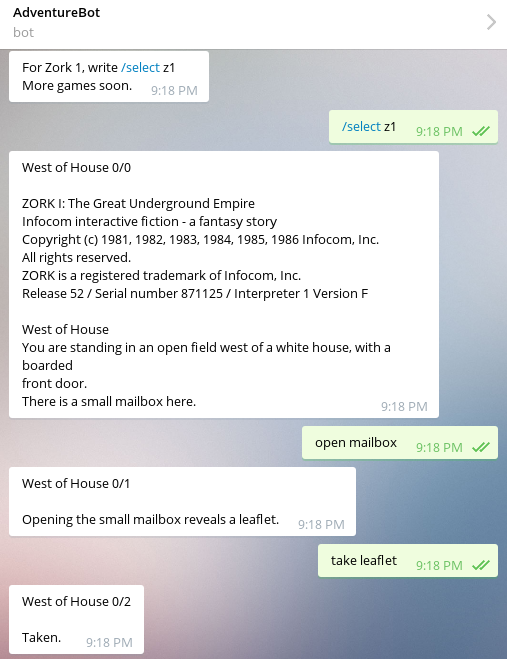 AdventureBot
bot
For Zork 1, write /select z1
More games soon. 9:18 PM
/select z1 9:18 PM
West of House 0/0
ZORK I: The Great Underground Empire
Infocom interactive fiction - a fantasy story
Copyright (c) 1981, 1982, 1983, 1984, 1985, 1986 Infocom, Inc.
All rights reserved.
ZORK is a registered trademark of Infocom, Inc.
Release 52 / Serial number 871125 / Interpreter 1 Version F
West of House
You are standing in an open field west of a white house, with a
boarded
front door.
There is a small mailbox here. 9:18 PM
open mailbox 9:18 PM
West of House 0/1
Opening the small mailbox reveals a leaflet. 9:18 PM
take leaflet 9:18 PM
West of House 0/2
Taken. 9:18 PM